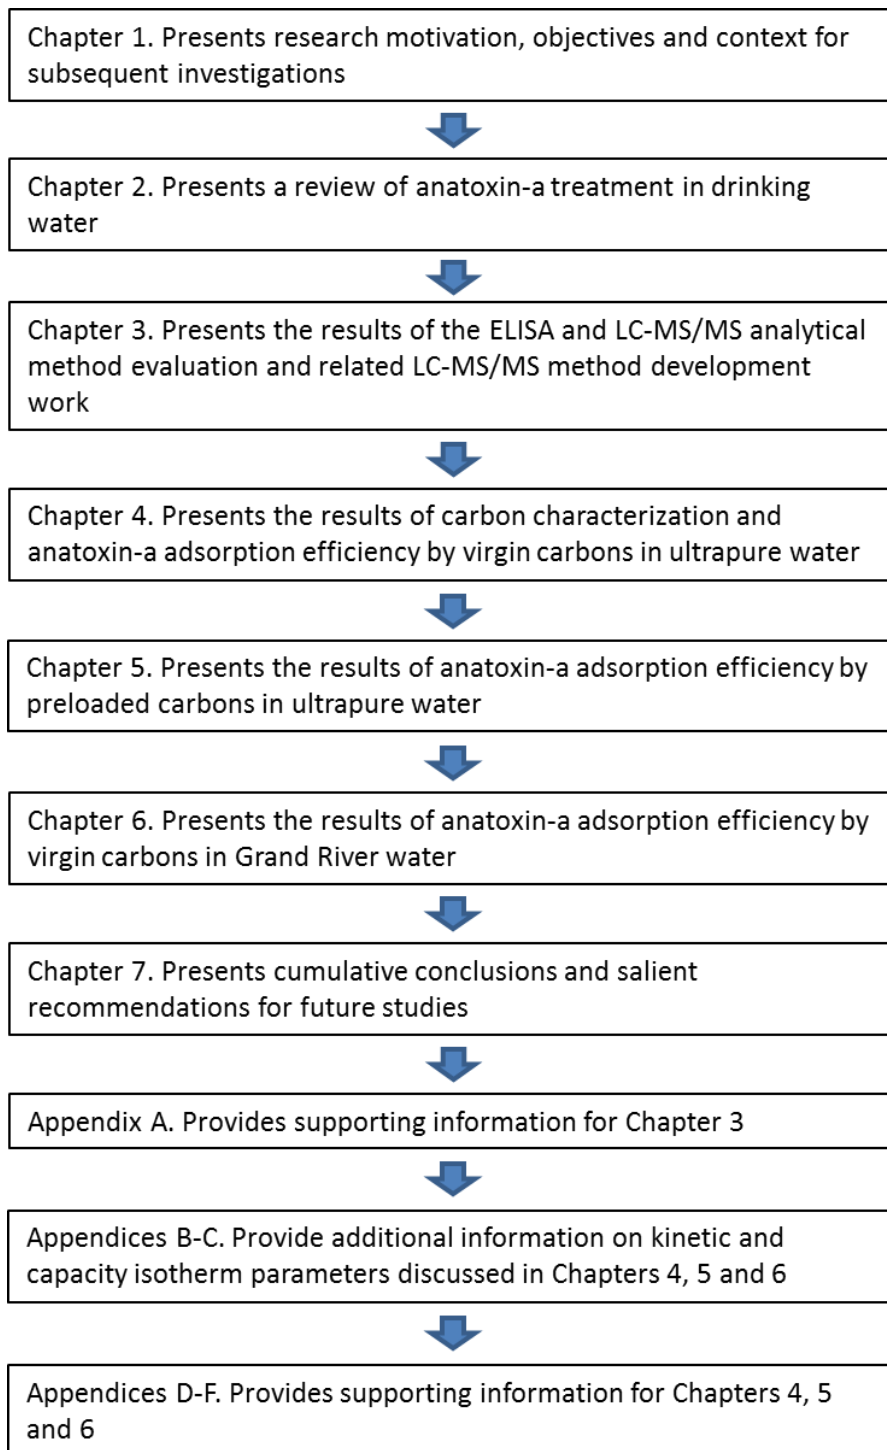 Chapter 1. Presents research motivation, objectives and context for
subsequent investigations
Chapter 2. Presents a review of anatoxin-a treatment in drinking
water
Chapter 3. Presents the results of the ELISA and LC-MS/MS analytical
method evaluation and related LC-MS/MS method development
work
Chapter 4. Presents the results of carbon characterization and
anatoxin-a adsorption efficiency by virgin carbons in ultrapure water
Chapter 5. Presents the results of anatoxin-a adsorption efficiency by
preloaded carbons in ultrapure water
Chapter 6. Presents the results of anatoxin-a adsorption efficiency by
virgin carbons in Grand River water
Chapter 7. Presents cumulative conclusions and salient
recommendations for future studies
Appendix A. Provides supporting information for Chapter 3
Appendices B-C. Provide additional information on kinetic and
capacity isotherm parameters discussed in Chapters 4, 5 and 6
Appendices D-F. Provides supporting information for Chapters 4, 5
and 6